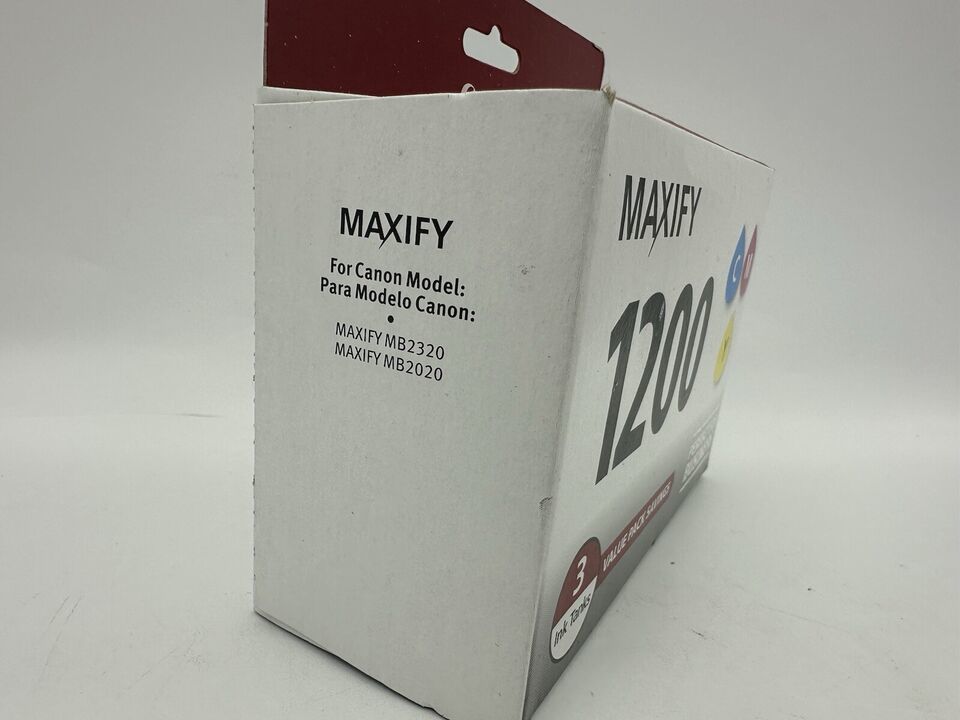 MAXIFY
For Canon Model:
Para Modelo Canon:
•
MAXIFY MB2320
MAXIFY MB2020
MAXIFY
1200
C M
Y
VALUE PACK SAVINGS
3
Ink Tanks